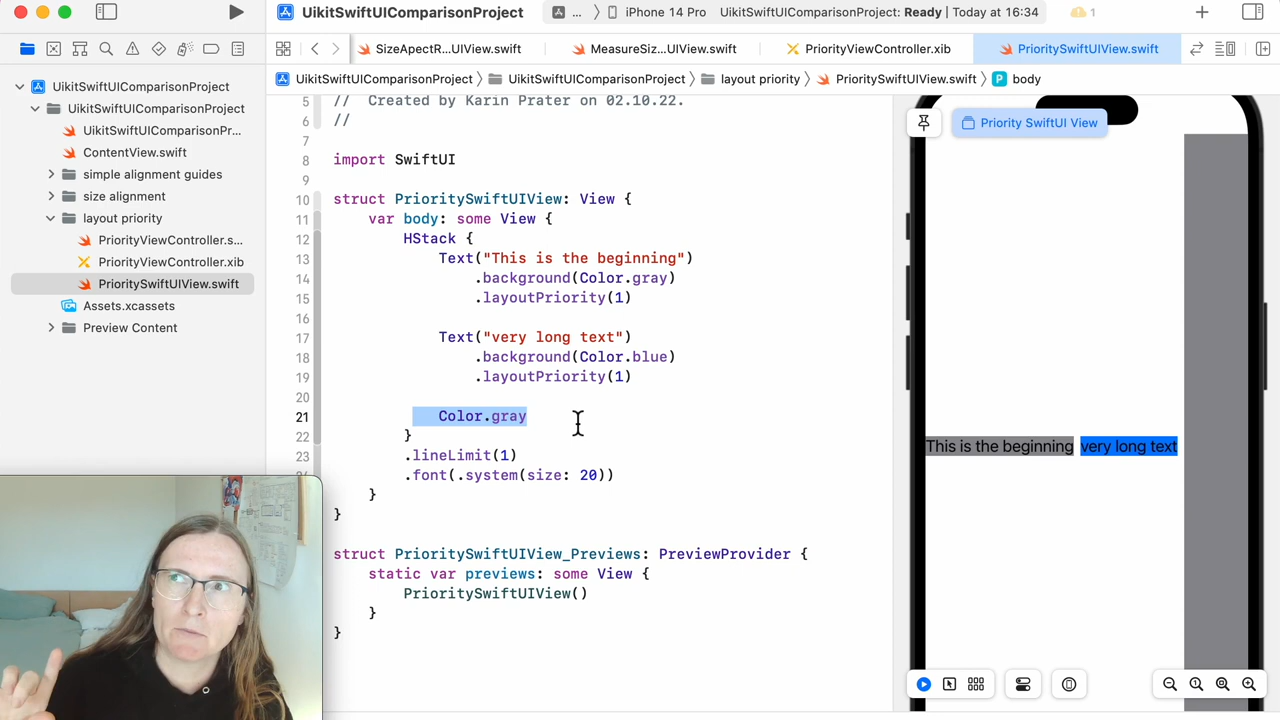 UikitSwiftUIComparisonProject
... iPhone 14 Pro UikitSwiftUIComparisonProject: Ready | Today at 16:34 1
SizeApectR...UIView.swift MeasureSiz...UIView.swift PriorityViewController.xib PrioritySwiftUIView.swift
UikitSwiftUIComparisonProject UikitSwiftUIComparisonProject layout priority PrioritySwiftUIView.swift P body
UikitSwiftUIComparisonProject
UikitSwiftUIComparisonProject
UikitSwiftUIComparisonPr...
ContentView.swift
simple alignment guides
size alignment
layout priority
PriorityViewController.s...
PriorityViewController.xib
PrioritySwiftUIView.swift
Assets.xcassets
Preview Content
5 // Created by Karin Prater on 02.10.22.
6 //
7
8 import SwiftUI
9
10 struct PrioritySwiftUIView: View {
11 var body: some View {
12 HStack {
13 Text("This is the beginning")
14 .background(Color.gray)
15 .layoutPriority(1)
16
17 Text("very long text")
18 .background(Color.blue)
19 .layoutPriority(1)
20
21 Color.gray
22 }
23 .lineLimit(1)
.font(.system(size: 20))
}
}
struct PrioritySwiftUIView_Previews: PreviewProvider {
static var previews: some View {
PrioritySwiftUIView()
}
}
Priority SwiftUI View
This is the beginning very long text